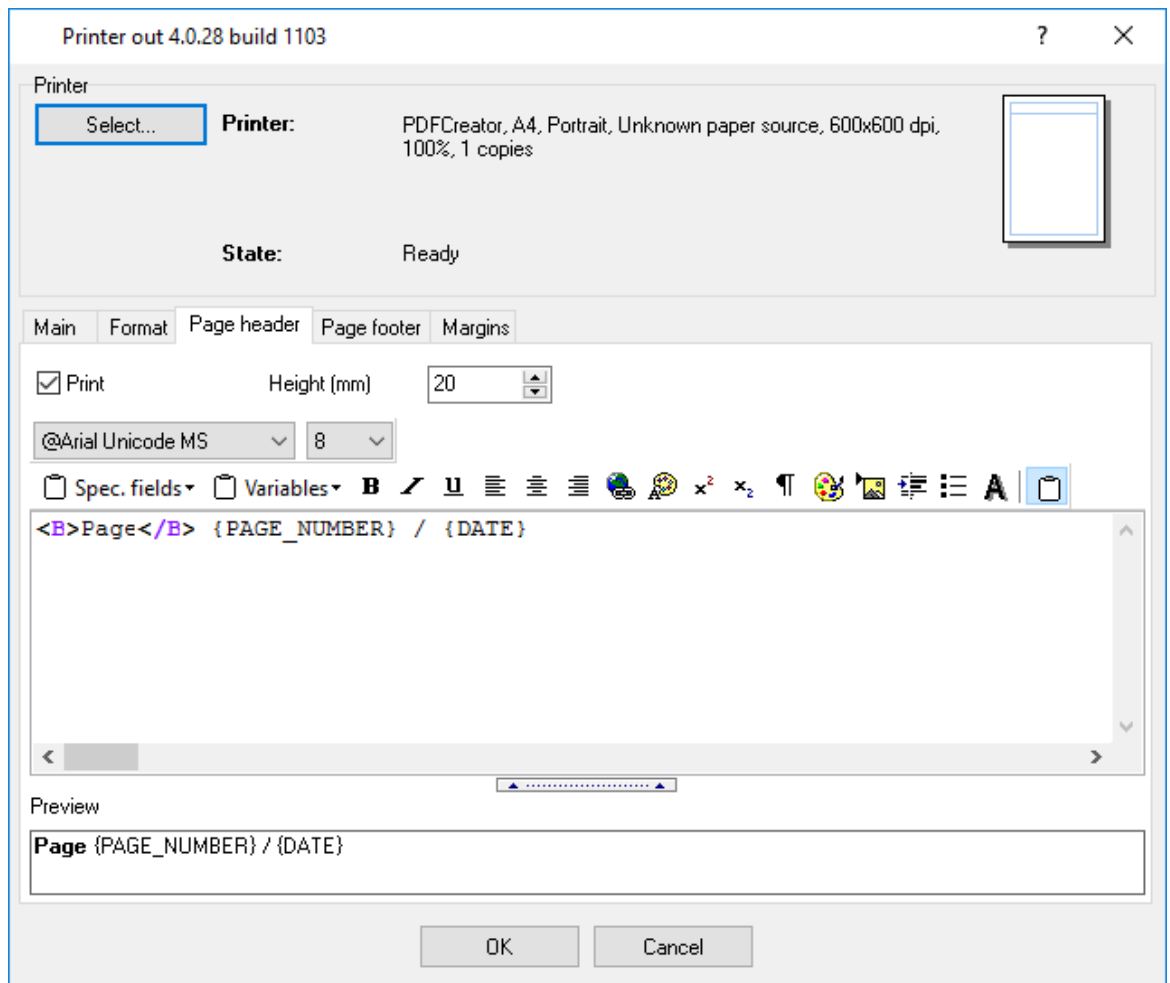 Printer out 4.0.28 build 1103 ?
Printer
Select... Printer: PDFCreator, A4, Portrait, Unknown paper source, 600x600 dpi,
100%, 1 copies
State: Ready
Main Format Page header Page footer Margins
Print Height (mm) 20
@Arial Unicode MS 8
Spec. fields Variables B I u x² ×₂ ¶ A
<B>Page</B> {PAGE_NUMBER} / {DATE}
Preview
Page {PAGE_NUMBER} / {DATE}
OK Cancel